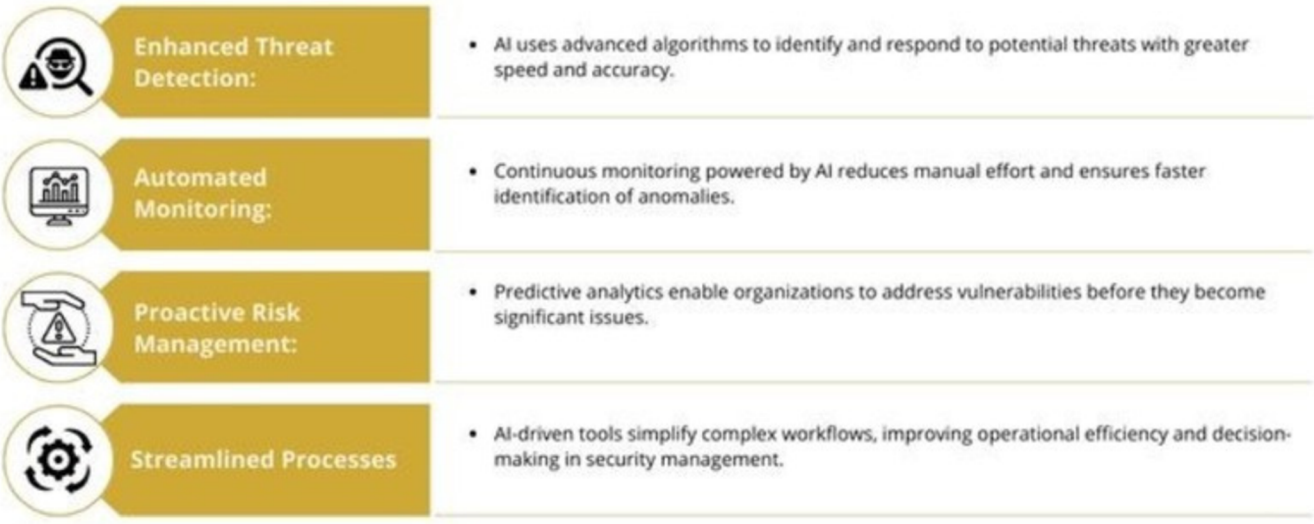 Enhanced Threat
Detection:
• AI uses advanced algorithms to identify and respond to potential threats with greater
speed and accuracy.
Automated
Monitoring:
• Continuous monitoring powered by AI reduces manual effort and ensures faster
identification of anomalies.
Proactive Risk
Management:
• Predictive analytics enable organizations to address vulnerabilities before they become
significant issues.
Streamlined Processes
• AI-driven tools simplify complex workflows, improving operational efficiency and decision-
making in security management.